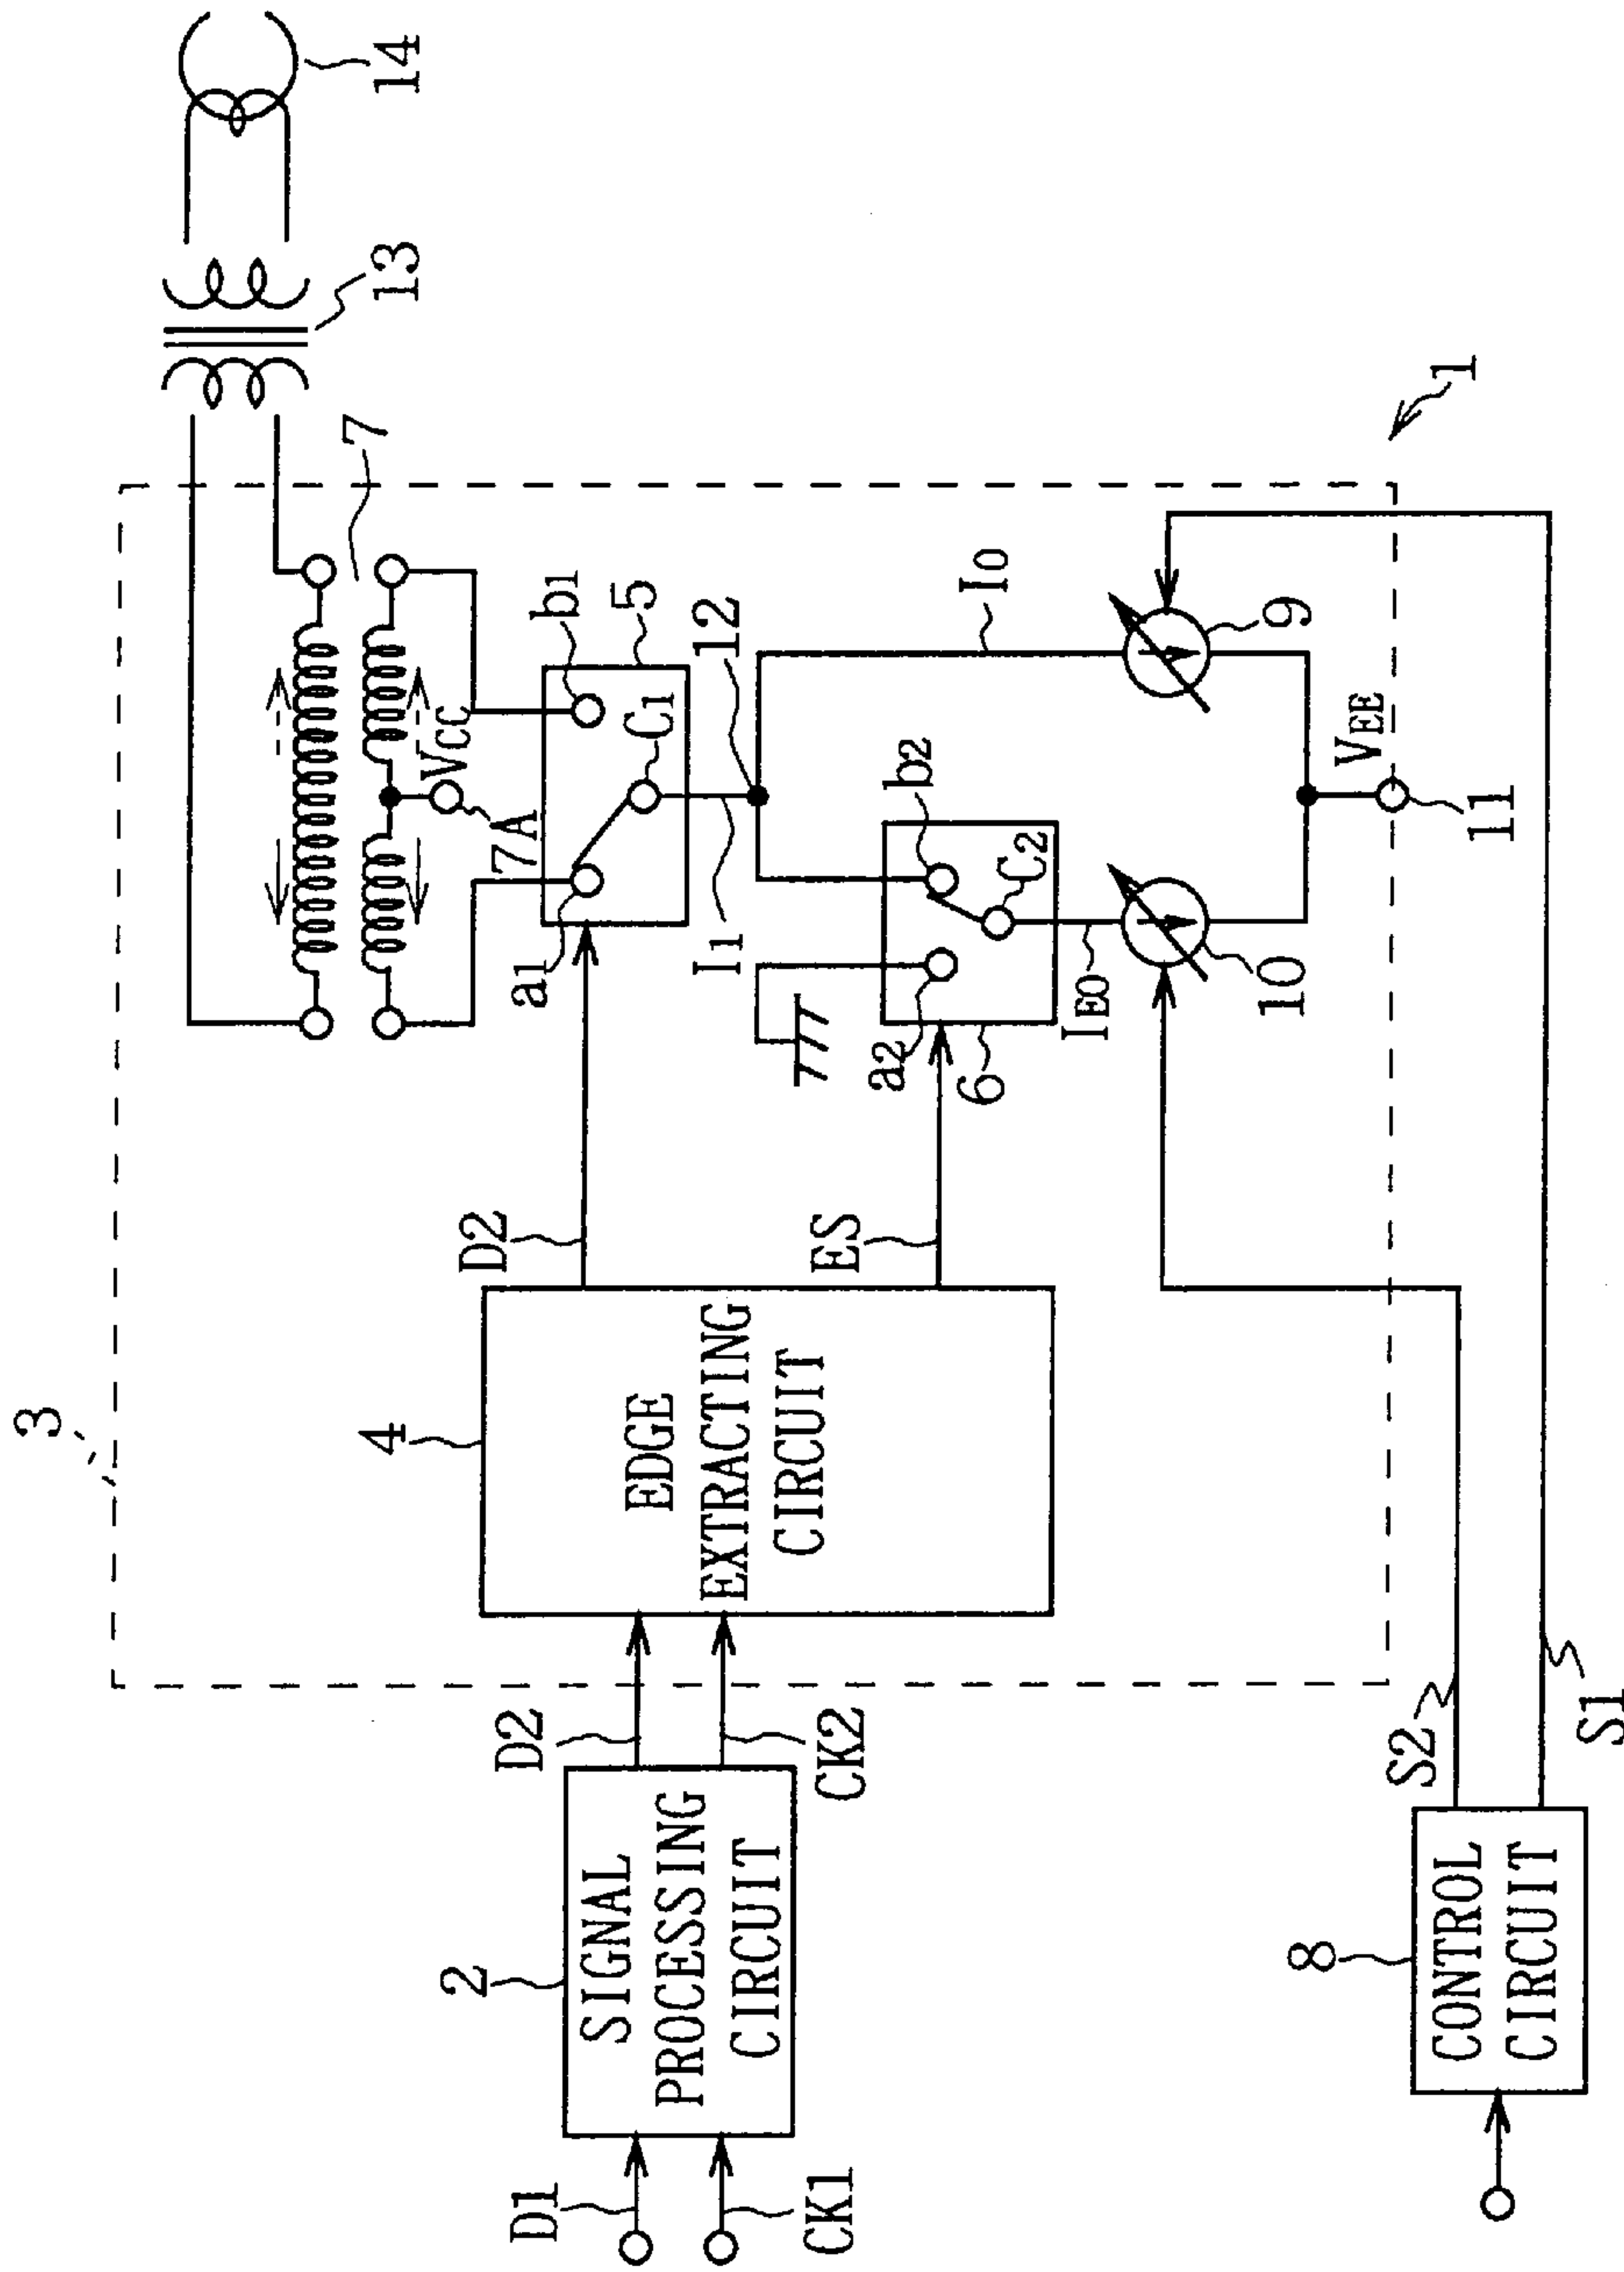 14
13
7
1
VCC
7A
b1
5
C1
a1
12
I1
I0
b2
C2
a2
6
IE0
9
10
VEE
11
3
D2
ES
4
EDGE
EXTRACTING
CIRCUIT
D2
CK2
S2
S1
2
SIGNAL
PROCESSING
CIRCUIT
8
CONTROL
CIRCUIT
D1
CK1